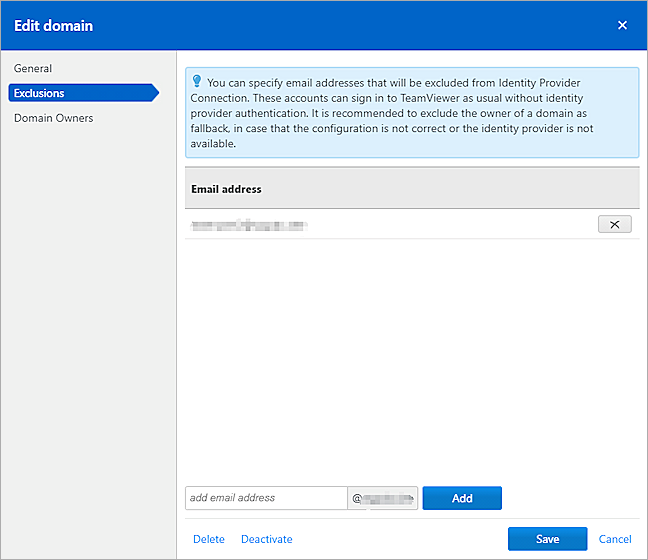 Edit domain
General
Exclusions
Domain Owners
You can specify email addresses that will be excluded from Identity Provider
Connection. These accounts can sign in to TeamViewer as usual without identity
provider authentication. It is recommended to exclude the owner of a domain as
fallback, in case that the configuration is not correct or the identity provider is not
available.
Email address
add email address
@
Add
Delete
Deactivate
Save
Cancel